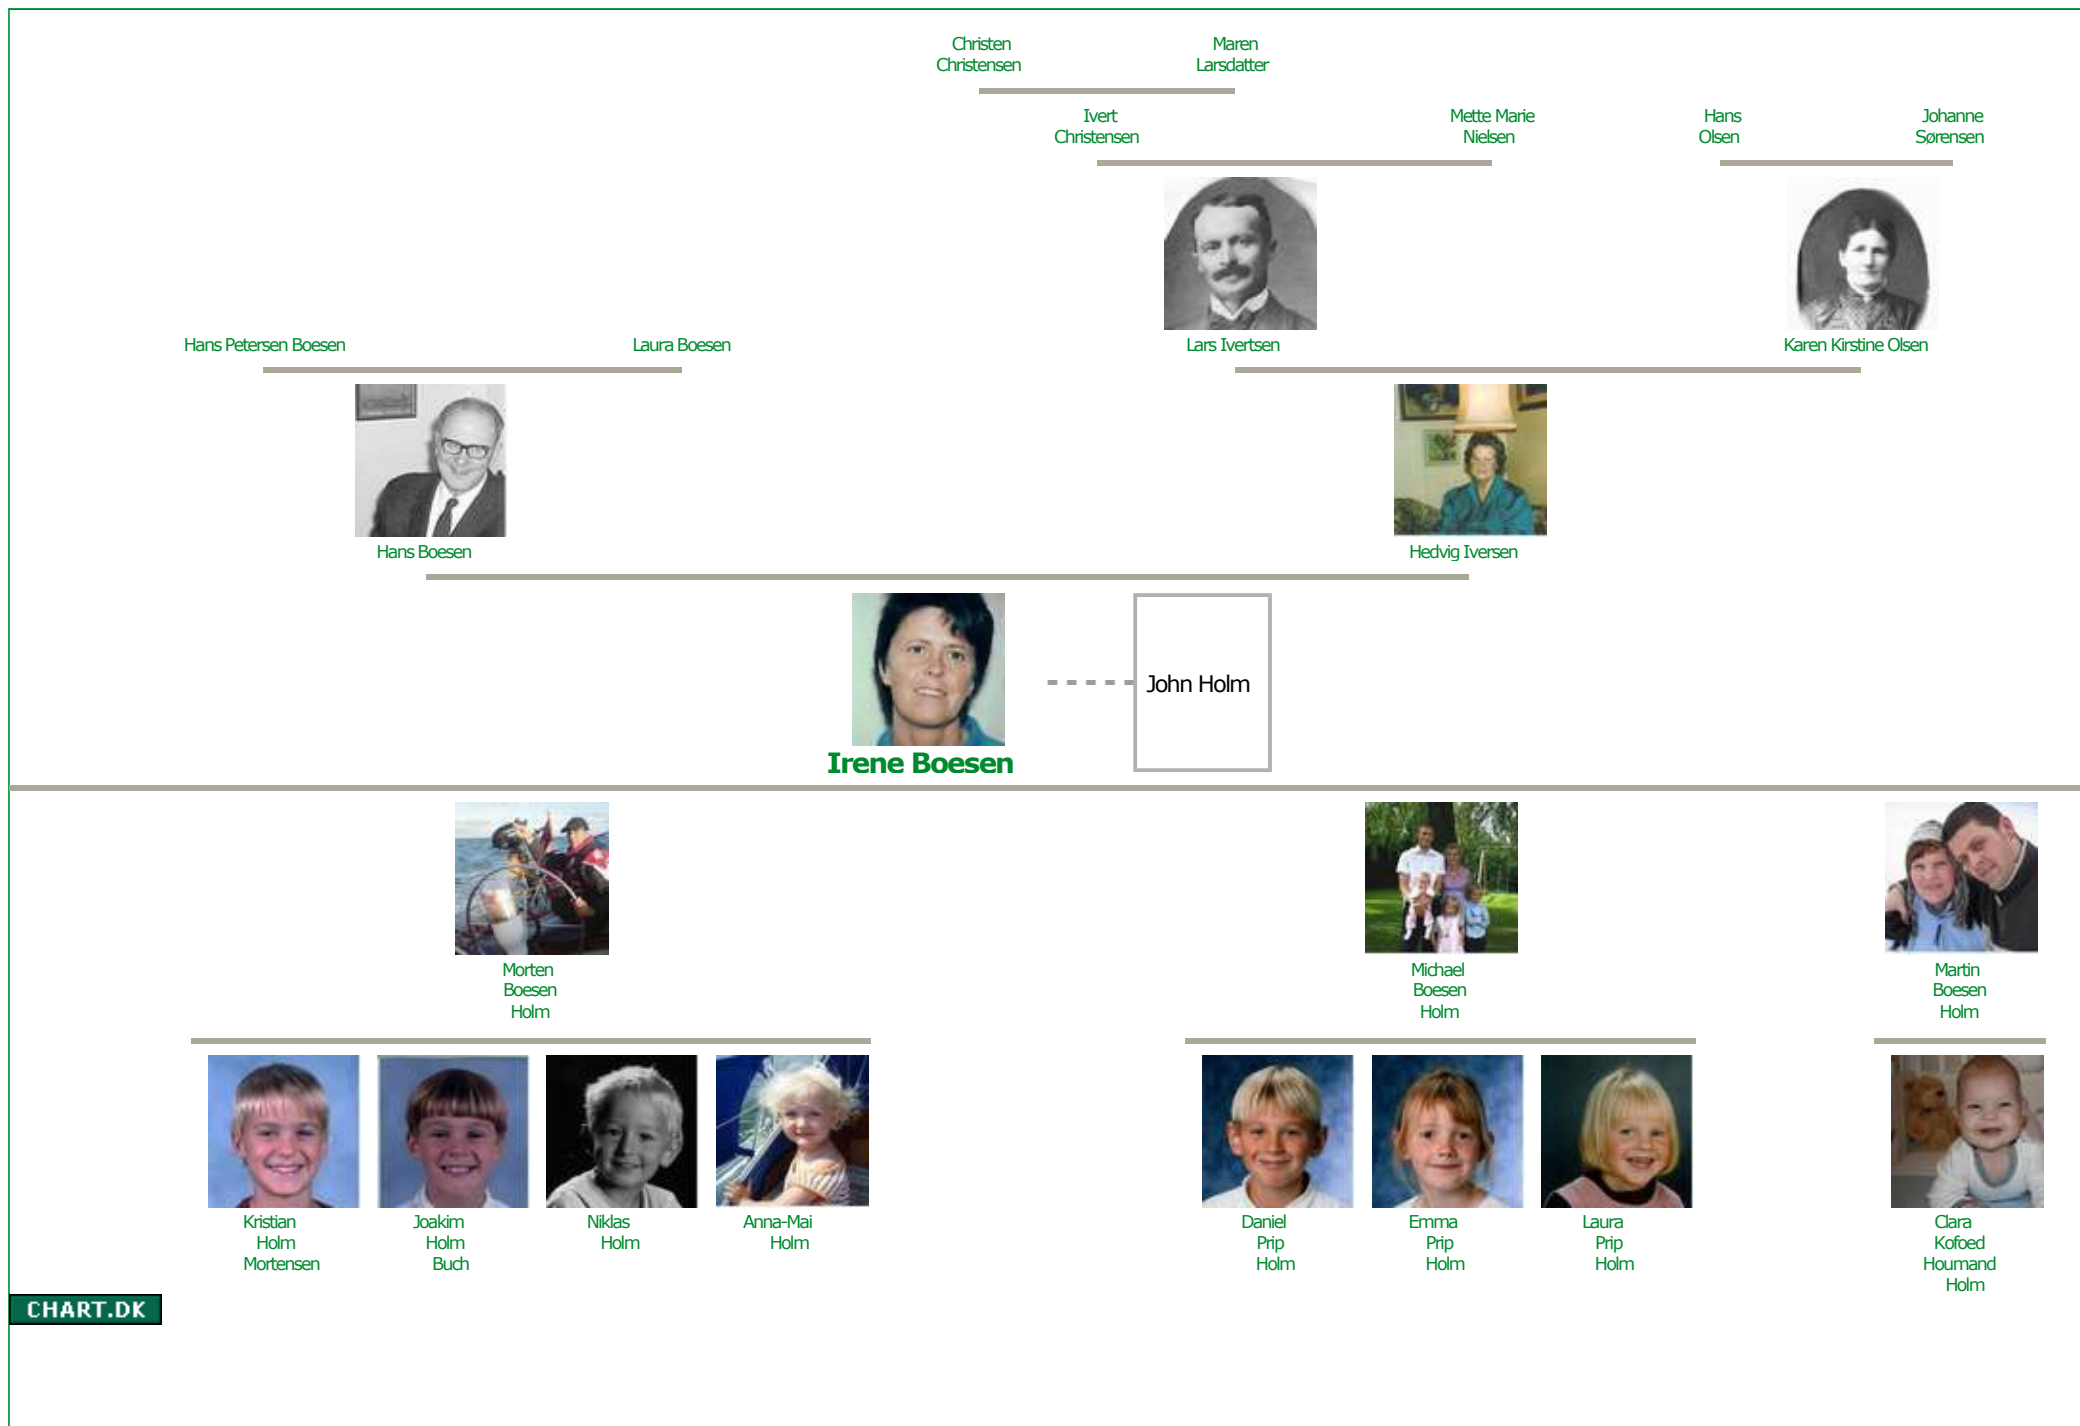 Christen
Christensen
Maren
Larsdatter
Ivert
Christensen
Mette Marie
Nielsen
Hans
Olsen
Johanne
Sørensen
Lars Ivertsen
Karen Kirstine Olsen
Hans Petersen Boesen
Laura Boesen
Hans Boesen
Hedvig Iversen
Irene Boesen
John Holm
Morten
Boesen
Holm
Michael
Boesen
Holm
Martin
Boesen
Holm
Kristian
Holm
Mortensen
Joakim
Holm
Buch
Niklas
Holm
Anna-Mai
Holm
Daniel
Prip
Holm
Emma
Prip
Holm
Laura
Prip
Holm
Clara
Kofoed
Houmand
Holm
CHART.DK